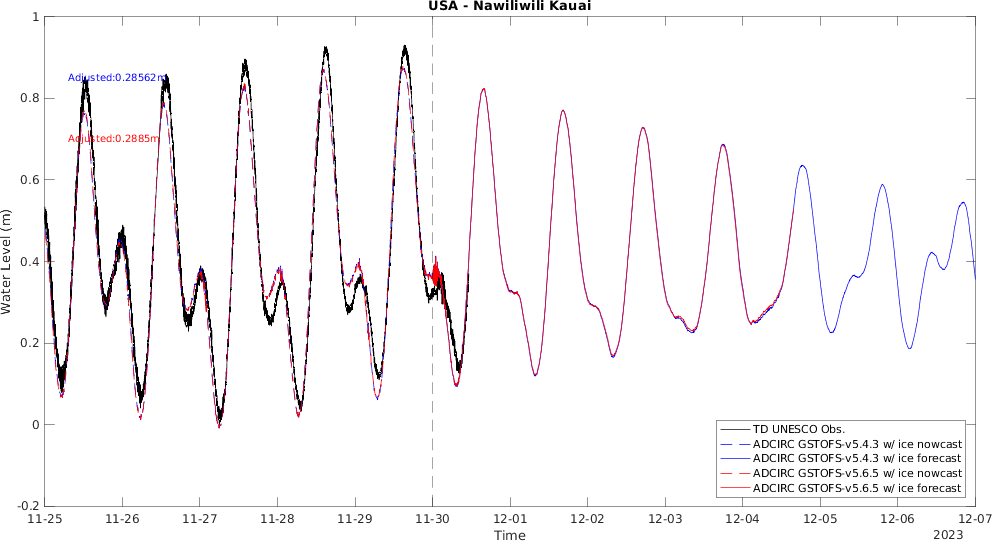 USA - Nawiliwili Kauai
1
0.8
0.6
0.4
0.2
0
-0.2
Water Level (m)
Adjusted:0.28562m
Adjusted:0.2885m
TD UNESCO Obs.
ADCIRC GSTOFS-v5.4.3 w/ ice nowcast
ADCIRC GSTOFS-v5.4.3 w/ ice forecast
ADCIRC GSTOFS-v5.6.5 w/ ice nowcast
ADCIRC GSTOFS-v5.6.5 w/ ice forecast
11-25 11-26 11-27 11-28 11-29 11-30 12-01 12-02 12-03 12-04 12-05 12-06 12-07
Time
2023